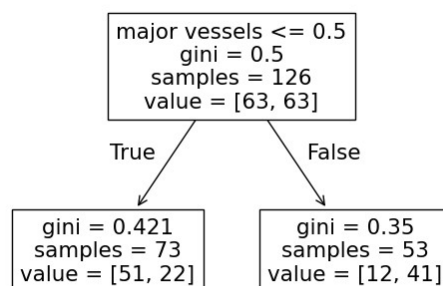 major vessels <= 0.5
gini = 0.5
samples = 126
value = [63, 63]
True
False
gini = 0.421
samples = 73
value = [51, 22]
gini = 0.35
samples = 53
value = [12, 41]